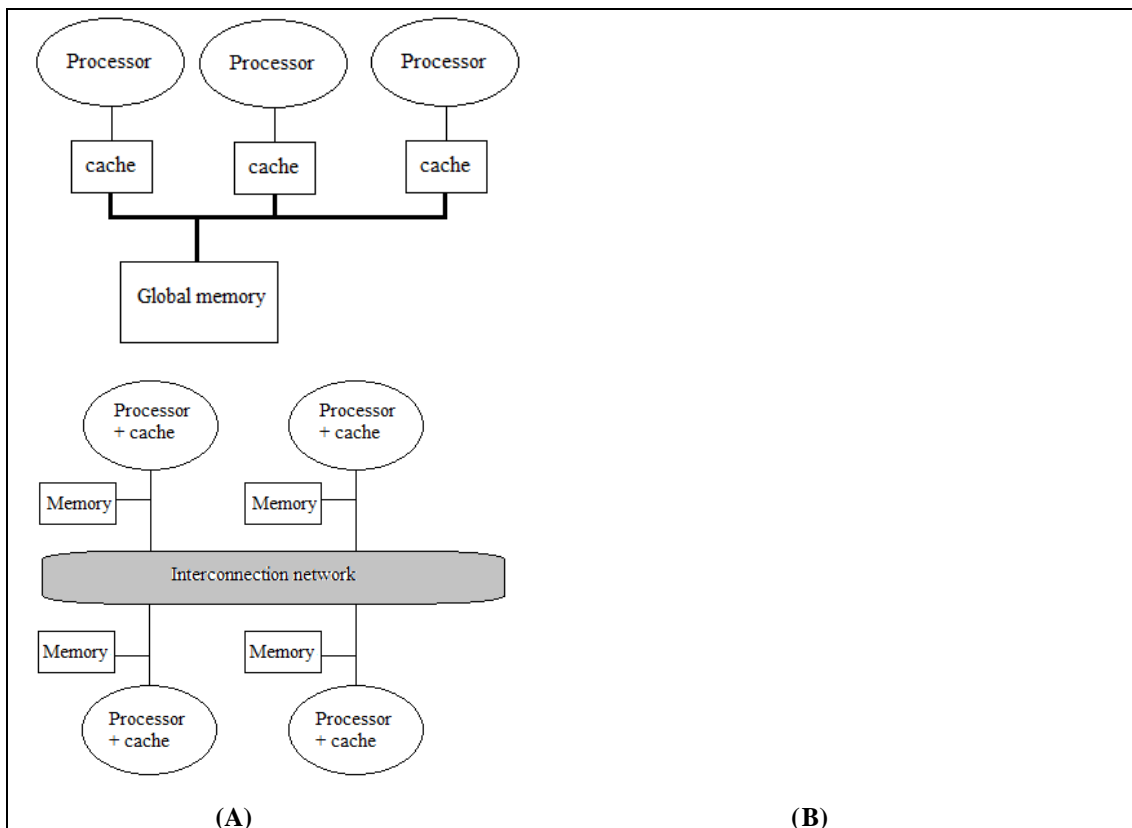 Processor Processor Processor
cache cache cache
Global memory
Processor Processor
+ cache + cache
Memory Memory
Interconnection network
Memory Memory
Processor Processor
+ cache + cache
(A) (B)